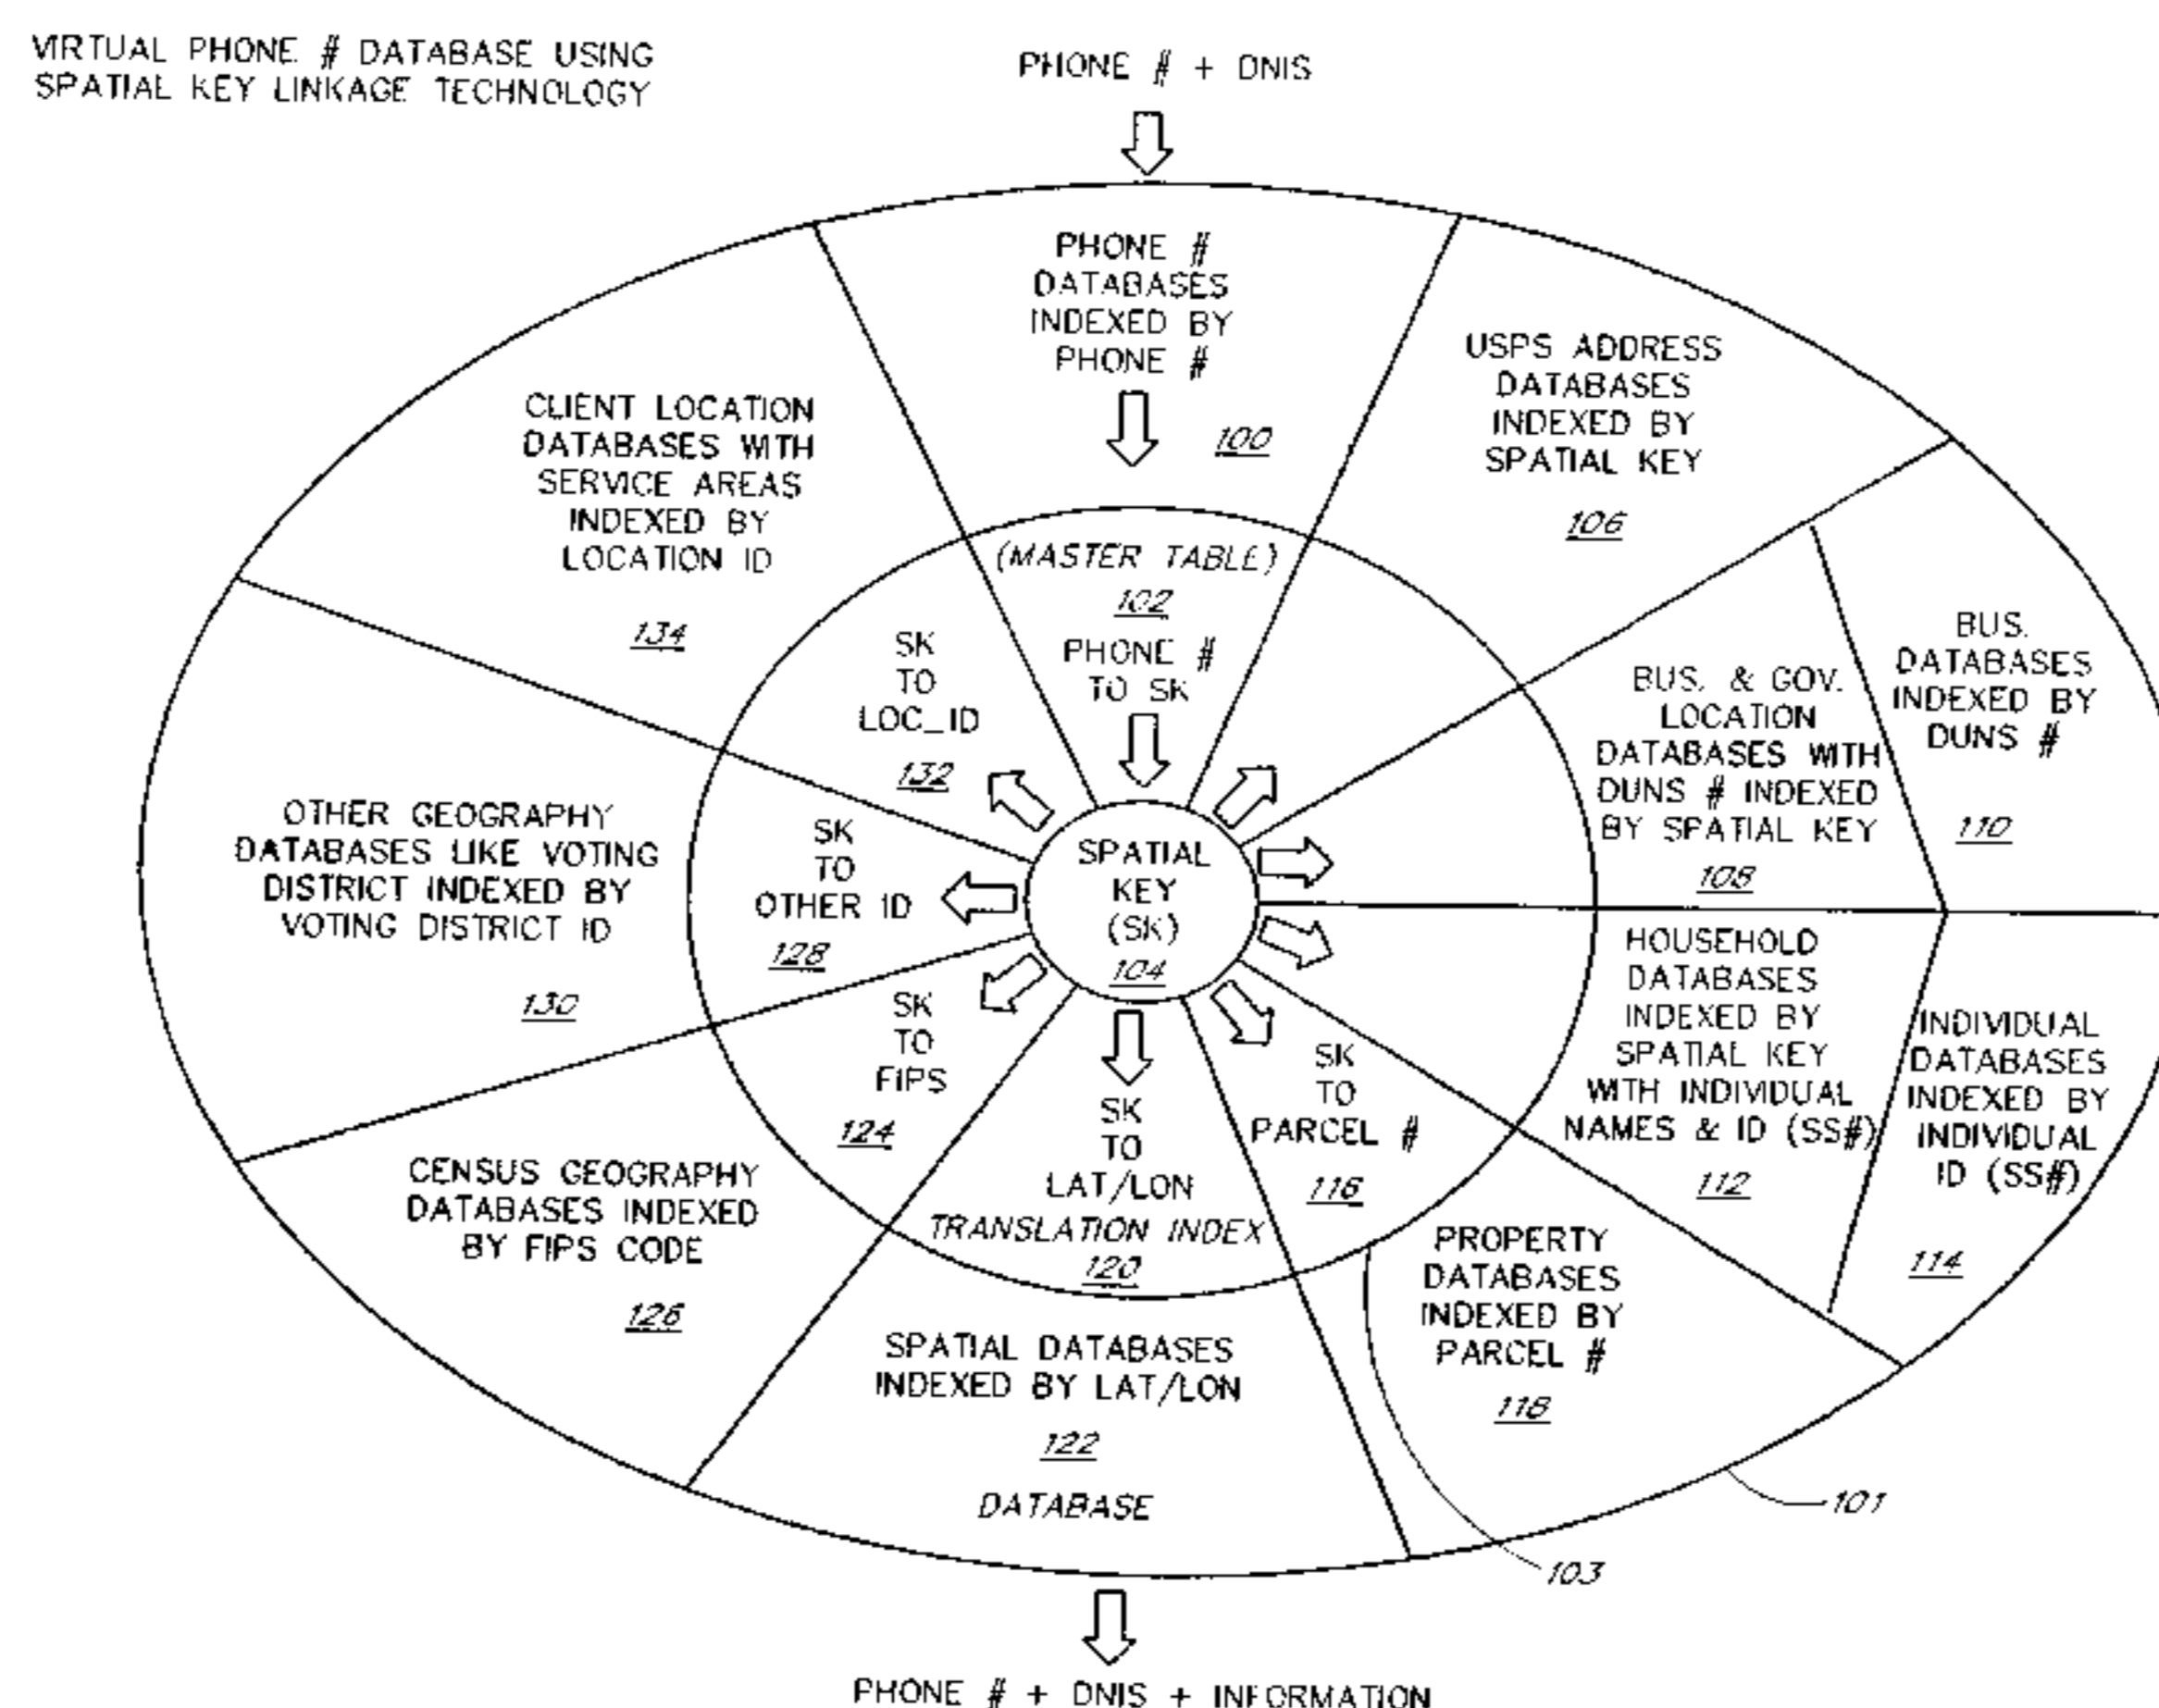 VIRTUAL PHONE # DATABASE USING
SPATIAL KEY LINKAGE TECHNOLOGY
PHONE # + DNIS
PHONE #
DATABASES
INDEXED BY
PHONE #
100
USPS ADDRESS
DATABASES
INDEXED BY
SPATIAL KEY
106
CLIENT LOCATION
DATABASES WITH
SERVICE AREAS
INDEXED BY
LOCATION ID
134
(MASTER TABLE)
102
PHONE #
TO SK
SK
TO
LOC_ID
132
BUS. & GOV.
LOCATION
DATABASES WITH
DUNS # INDEXED
BY SPATIAL KEY
108
BUS.
DATABASES
INDEXED BY
DUNS #
110
OTHER GEOGRAPHY
DATABASES LIKE VOTING
DISTRICT INDEXED BY
VOTING DISTRICT ID
130
SK
TO
OTHER ID
128
SPATIAL
KEY
(SK)
104
HOUSEHOLD
DATABASES
INDEXED BY
SPATIAL KEY
WITH INDIVIDUAL
NAMES & ID (SS#)
112
INDIVIDUAL
DATABASES
INDEXED BY
INDIVIDUAL
ID (SS#)
114
SK
TO
FIPS
124
SK
TO
LAT/LON
TRANSLATION INDEX
120
SK
TO
PARCEL #
116
CENSUS GEOGRAPHY
DATABASES INDEXED
BY FIPS CODE
126
SPATIAL DATABASES
INDEXED BY LAT/LON
122
DATABASE
PROPERTY
DATABASES
INDEXED BY
PARCEL #
118
101
103
PHONE # + DNIS + INFORMATION